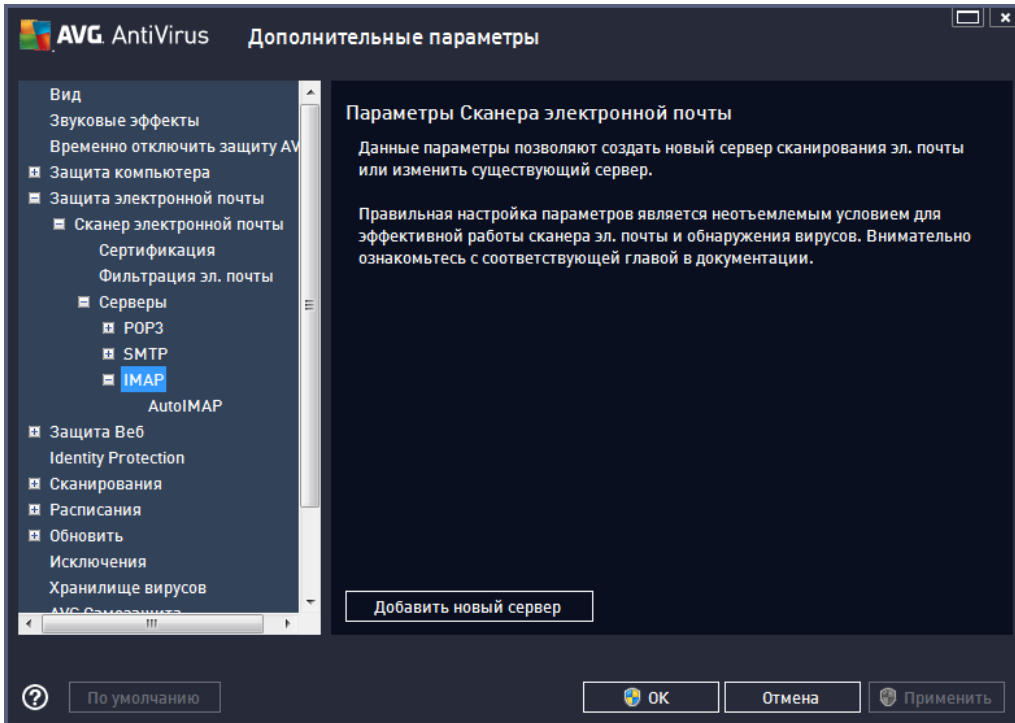 AVG. AntiVirus
Дополнительные параметры
Вид
Звуковые эффекты
Временно отключить защиту AV
Защита компьютера
Защита электронной почты
Сканер электронной почты
Сертификация
Фильтрация эл. почты
Серверы
POP3
SMTP
IMAP
AutoIMAP
Защита Веб
Identity Protection
Сканирования
Расписания
Обновить
Исключения
Хранилище вирусов
AVG Самозащита
Параметры Сканера электронной почты
Данные параметры позволяют создать новый сервер сканирования эл. почты
или изменить существующий сервер.
Правильная настройка параметров является неотъемлемым условием для
эффективной работы сканера эл. почты и обнаружения вирусов. Внимательно
ознакомьтесь с соответствующей главой в документации.
Добавить новый сервер
По умолчанию
ОК
Отмена
Применить